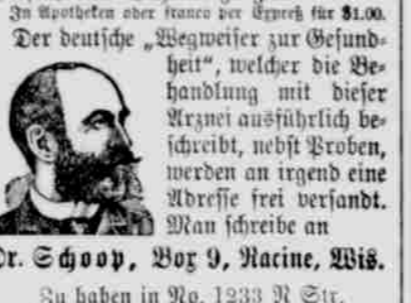 In Apotheken oder franco per Expreß für $1.00.
Der deutsche „Wegweiser zur Gesund-
heit“, welcher die Be-
handlung mit dieser
Arznei ausführlich be-
schreibt, nebst Proben,
werden an irgend eine
Adresse frei versandt.
Man schreibe an
Dr. Schoop, Box 9, Racine, Wis.
Zu haben in No. 1233 N Str.